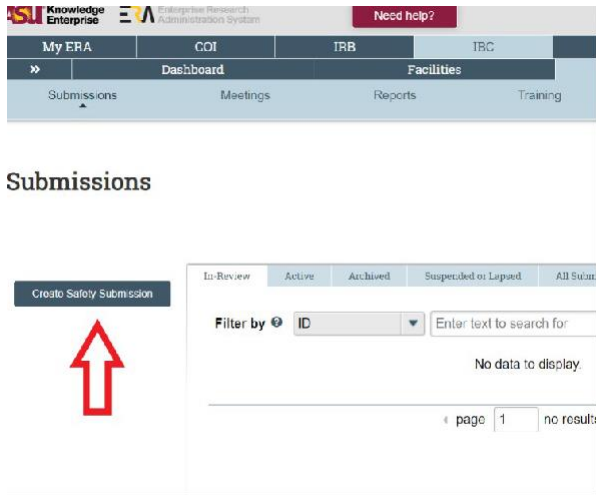 ASU Knowledge Enterprise ERA Enterprise Research Administration System Need help?
My ERA COI IRB IBC
» Dashboard Facilities
Submissions Meetings Reports Training
Submissions
In-Review Active Archived Suspended or Lapsed All Subm
Create Safety Submission
Filter by ? ID Enter text to search for
No data to display.
page 1 no results